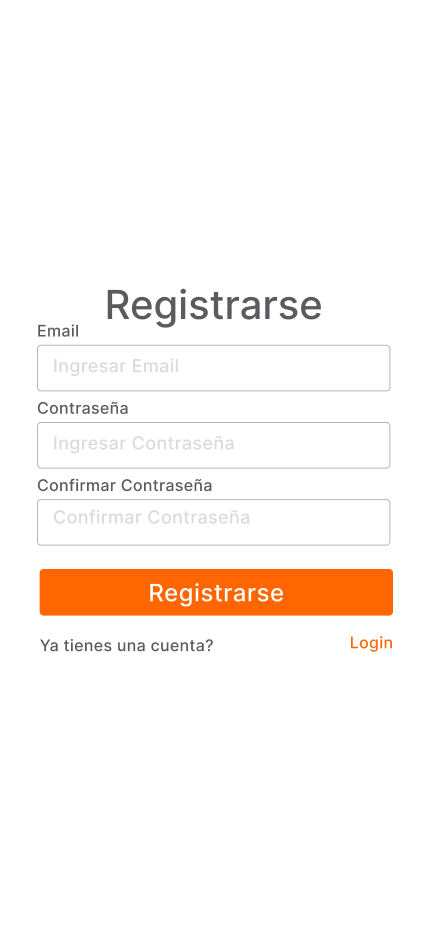 Registrarse
Email
Ingresar Email
Contraseña
Ingresar Contraseña
Confirmar Contraseña
Confirmar Contraseña
Registrarse
Ya tienes una cuenta? Login